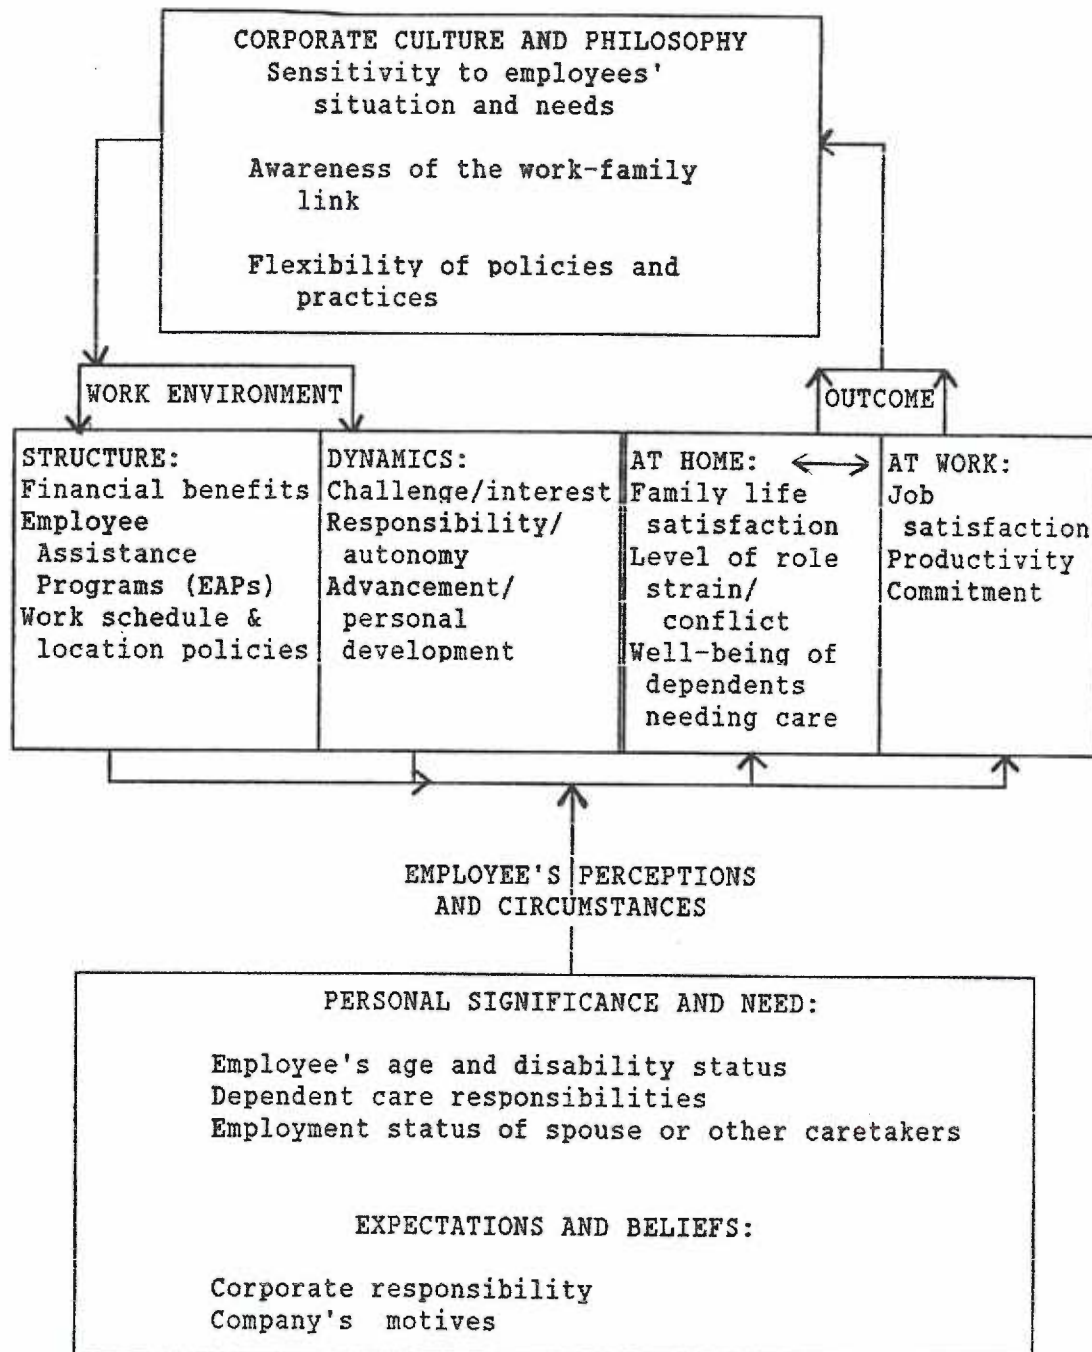 CORPORATE CULTURE AND PHILOSOPHY
Sensitivity to employees'
situation and needs
Awareness of the work-family
link
Flexibility of policies and
practices
WORK ENVIRONMENT
OUTCOME
STRUCTURE:
Financial benefits
Employee
Assistance
Programs (EAPs)
Work schedule &
location policies
DYNAMICS:
Challenge/interest
Responsibility/
autonomy
Advancement/
personal
development
AT HOME:
Family life
satisfaction
Level of role
strain/
conflict
Well-being of
dependents
needing care
AT WORK:
Job
satisfaction
Productivity
Commitment
EMPLOYEE'S PERCEPTIONS
AND CIRCUMSTANCES
PERSONAL SIGNIFICANCE AND NEED:
Employee's age and disability status
Dependent care responsibilities
Employment status of spouse or other caretakers
EXPECTATIONS AND BELIEFS:
Corporate responsibility
Company's motives